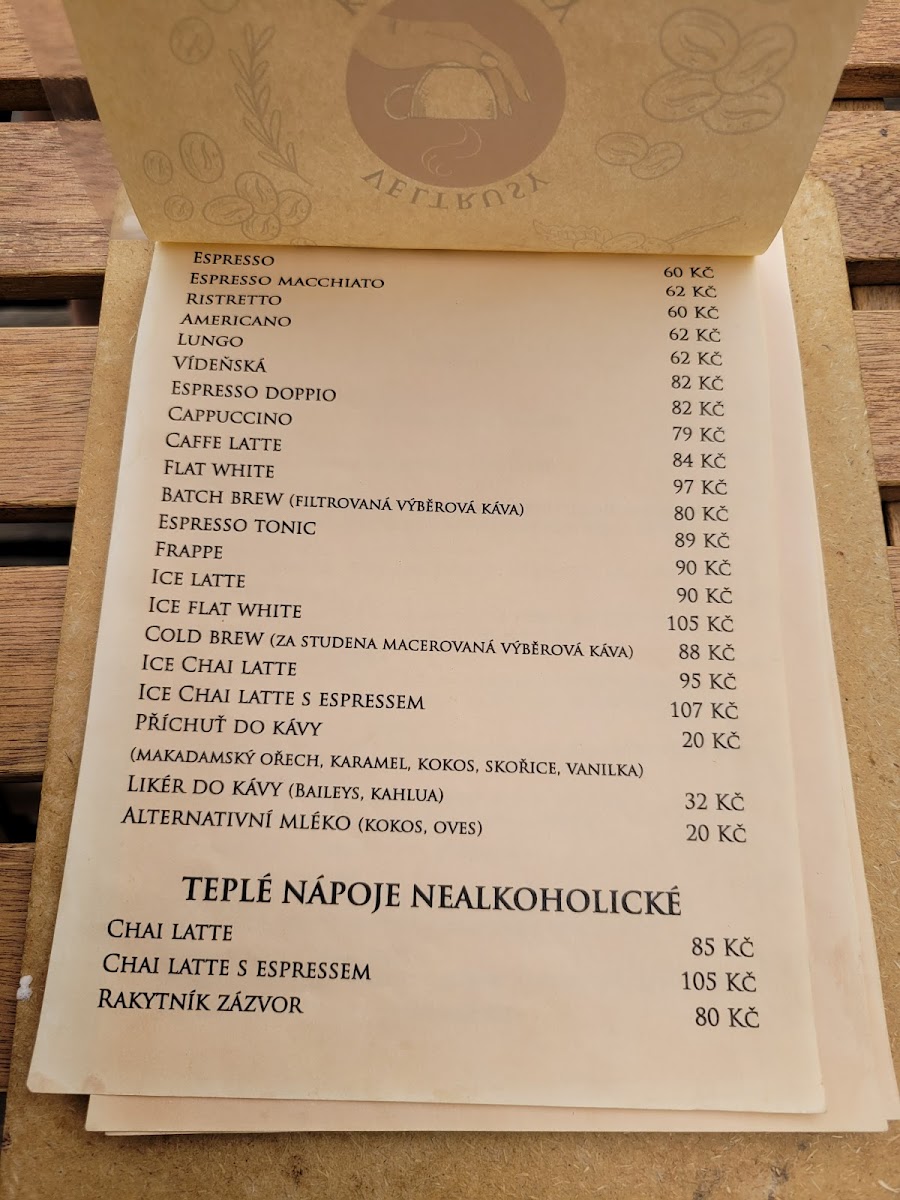 VELTRUSY
ESPRESSO 60 KČ
ESPRESSO MACCHIATO 62 KČ
RISTRETTO 60 KČ
AMERICANO 62 KČ
LUNGO 62 KČ
VÍDEŇSKÁ 82 KČ
ESPRESSO DOPPIO 82 KČ
CAPPUCCINO 79 KČ
CAFFE LATTE 84 KČ
FLAT WHITE 97 KČ
BATCH BREW (FILTROVANÁ VÝBĚROVÁ KÁVA) 80 KČ
ESPRESSO TONIC 89 KČ
FRAPPE 90 KČ
ICE LATTE 90 KČ
ICE FLAT WHITE 105 KČ
COLD BREW (ZA STUDENA MACEROVANÁ VÝBĚROVÁ KÁVA) 88 KČ
ICE CHAI LATTE 95 KČ
ICE CHAI LATTE S ESPRESSEM 107 KČ
PŘÍCHUŤ DO KÁVY 20 KČ
(MAKADAMSKÝ OŘECH, KARAMEL, KOKOS, SKOŘICE, VANILKA)
LIKÉR DO KÁVY (BAILEYS, KAHLUA) 32 KČ
ALTERNATIVNÍ MLÉKO (KOKOS, OVES) 20 KČ
TEPLÉ NÁPOJE NEALKOHOLICKÉ
CHAI LATTE 85 KČ
CHAI LATTE S ESPRESSEM 105 KČ
RAKYTNÍK ZÁZVOR 80 KČ